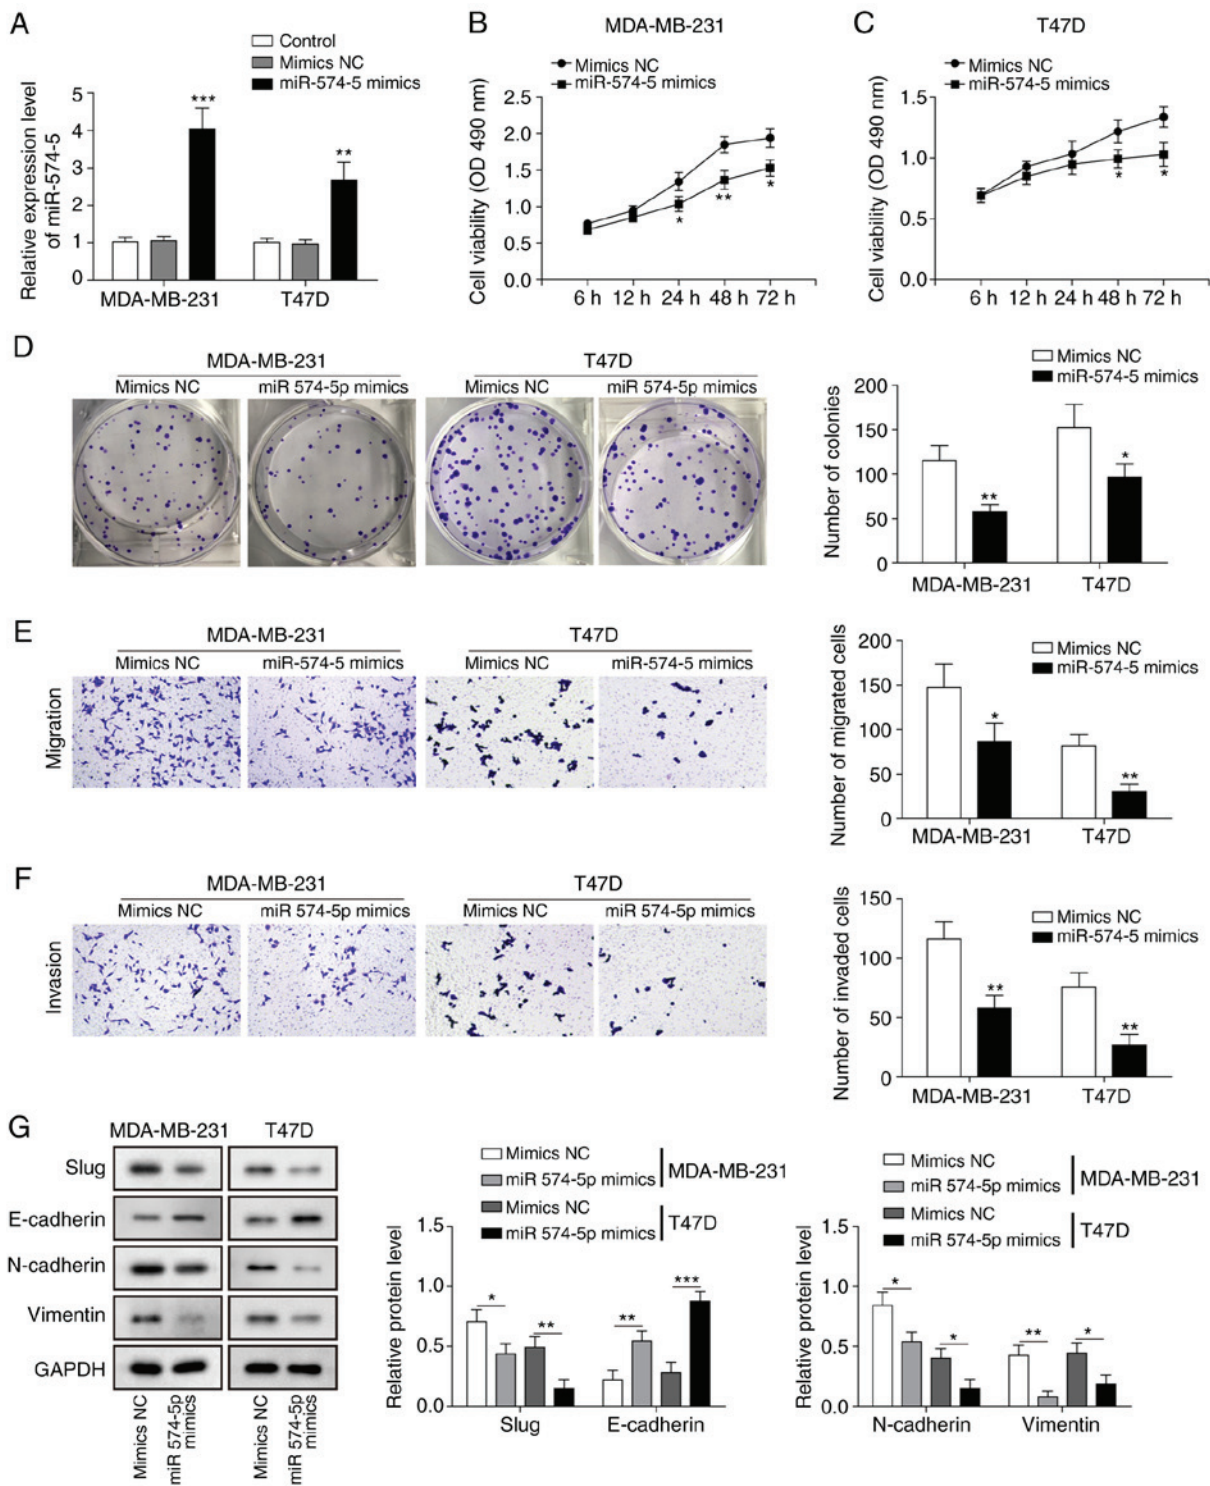 A
Control
Mimics NC
miR-574-5 mimics
Relative expression level
of miR-574-5
5
4
3
2
1
0
***
**
MDA-MB-231
T47D
B
MDA-MB-231
Mimics NC
miR-574-5 mimics
Cell viability (OD 490 nm)
2.5
2.0
1.5
1.0
0.5
0.0
*
**
*
6 h 12 h 24 h 48 h 72 h
C
T47D
Mimics NC
miR-574-5 mimics
Cell viability (OD 490 nm)
1.5
1.0
0.5
0.0
*
*
6 h 12 h 24 h 48 h 72 h
D
MDA-MB-231
T47D
Mimics NC
miR 574-5p mimics
Mimics NC
miR 574-5p mimics
Mimics NC
miR-574-5 mimics
Number of colonies
200
150
100
50
0
**
*
MDA-MB-231
T47D
E
MDA-MB-231
T47D
Mimics NC
miR-574-5 mimics
Mimics NC
miR-574-5 mimics
Migration
Mimics NC
miR-574-5 mimics
Number of migrated cells
200
150
100
50
0
*
**
MDA-MB-231
T47D
F
MDA-MB-231
T47D
Mimics NC
miR 574-5p mimics
Mimics NC
miR 574-5p mimics
Invasion
Mimics NC
miR-574-5 mimics
Number of invaded cells
150
100
50
0
**
**
MDA-MB-231
T47D
G
MDA-MB-231
T47D
Slug
E-cadherin
N-cadherin
Vimentin
GAPDH
Mimics NC
miR 574-5p
mimics
Mimics NC
miR 574-5p
mimics
Mimics NC
miR 574-5p mimics
MDA-MB-231
Mimics NC
miR 574-5p mimics
T47D
Relative protein level
1.5
1.0
0.5
0.0
*
**
**
***
Slug
E-cadherin
Mimics NC
miR 574-5p mimics
MDA-MB-231
Mimics NC
miR 574-5p mimics
T47D
Relative protein level
1.5
1.0
0.5
0.0
*
*
**
*
N-cadherin
Vimentin